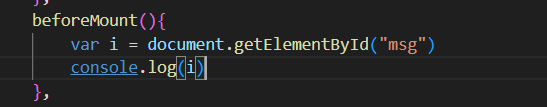 },
beforeMount(){
var i = document.getElementById("msg")
console.log(i)
},